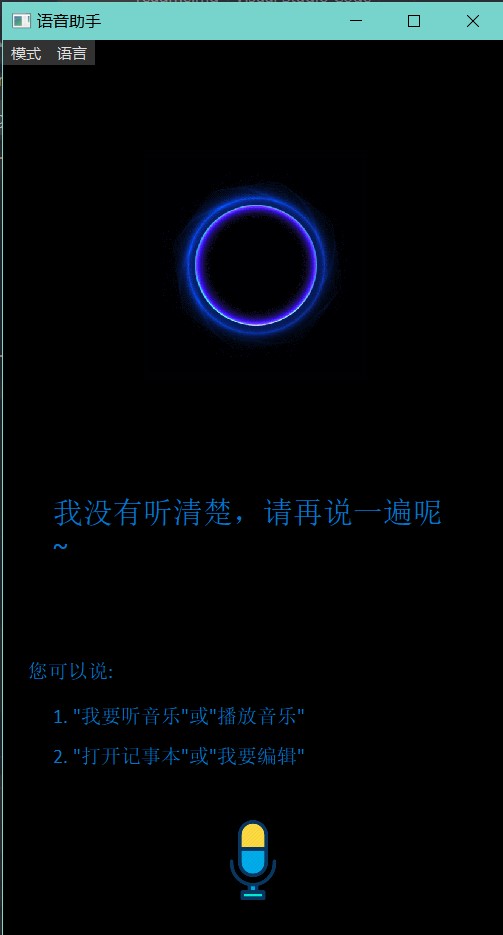 语音助手
模式 语言
我没有听清楚，请再说一遍呢
~
您可以说:
1. "我要听音乐"或"播放音乐"
2. "打开记事本"或"我要编辑"